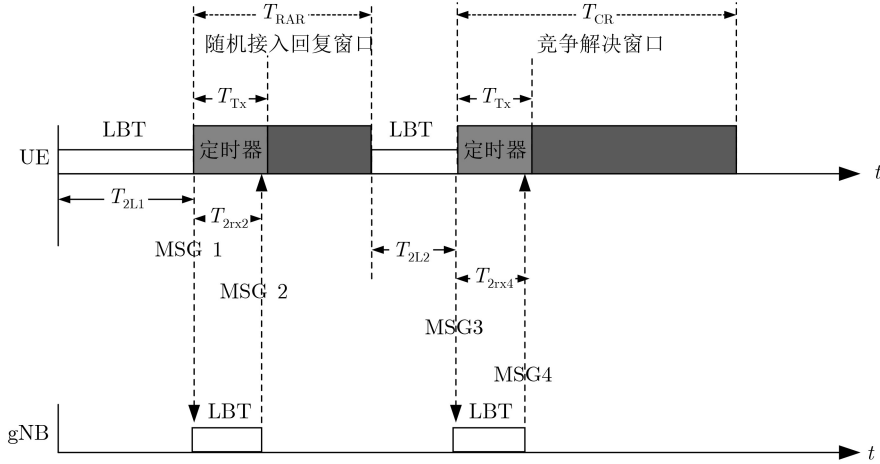 T_RAR
T_CR
随机接入回复窗口
竞争解决窗口
T_Tx
T_Tx
LBT
LBT
UE
定时器
定时器
t
T_2L1
T_2rx2
MSG 1
T_2L2
T_2rx4
MSG 2
MSG3
MSG4
LBT
LBT
gNB
t